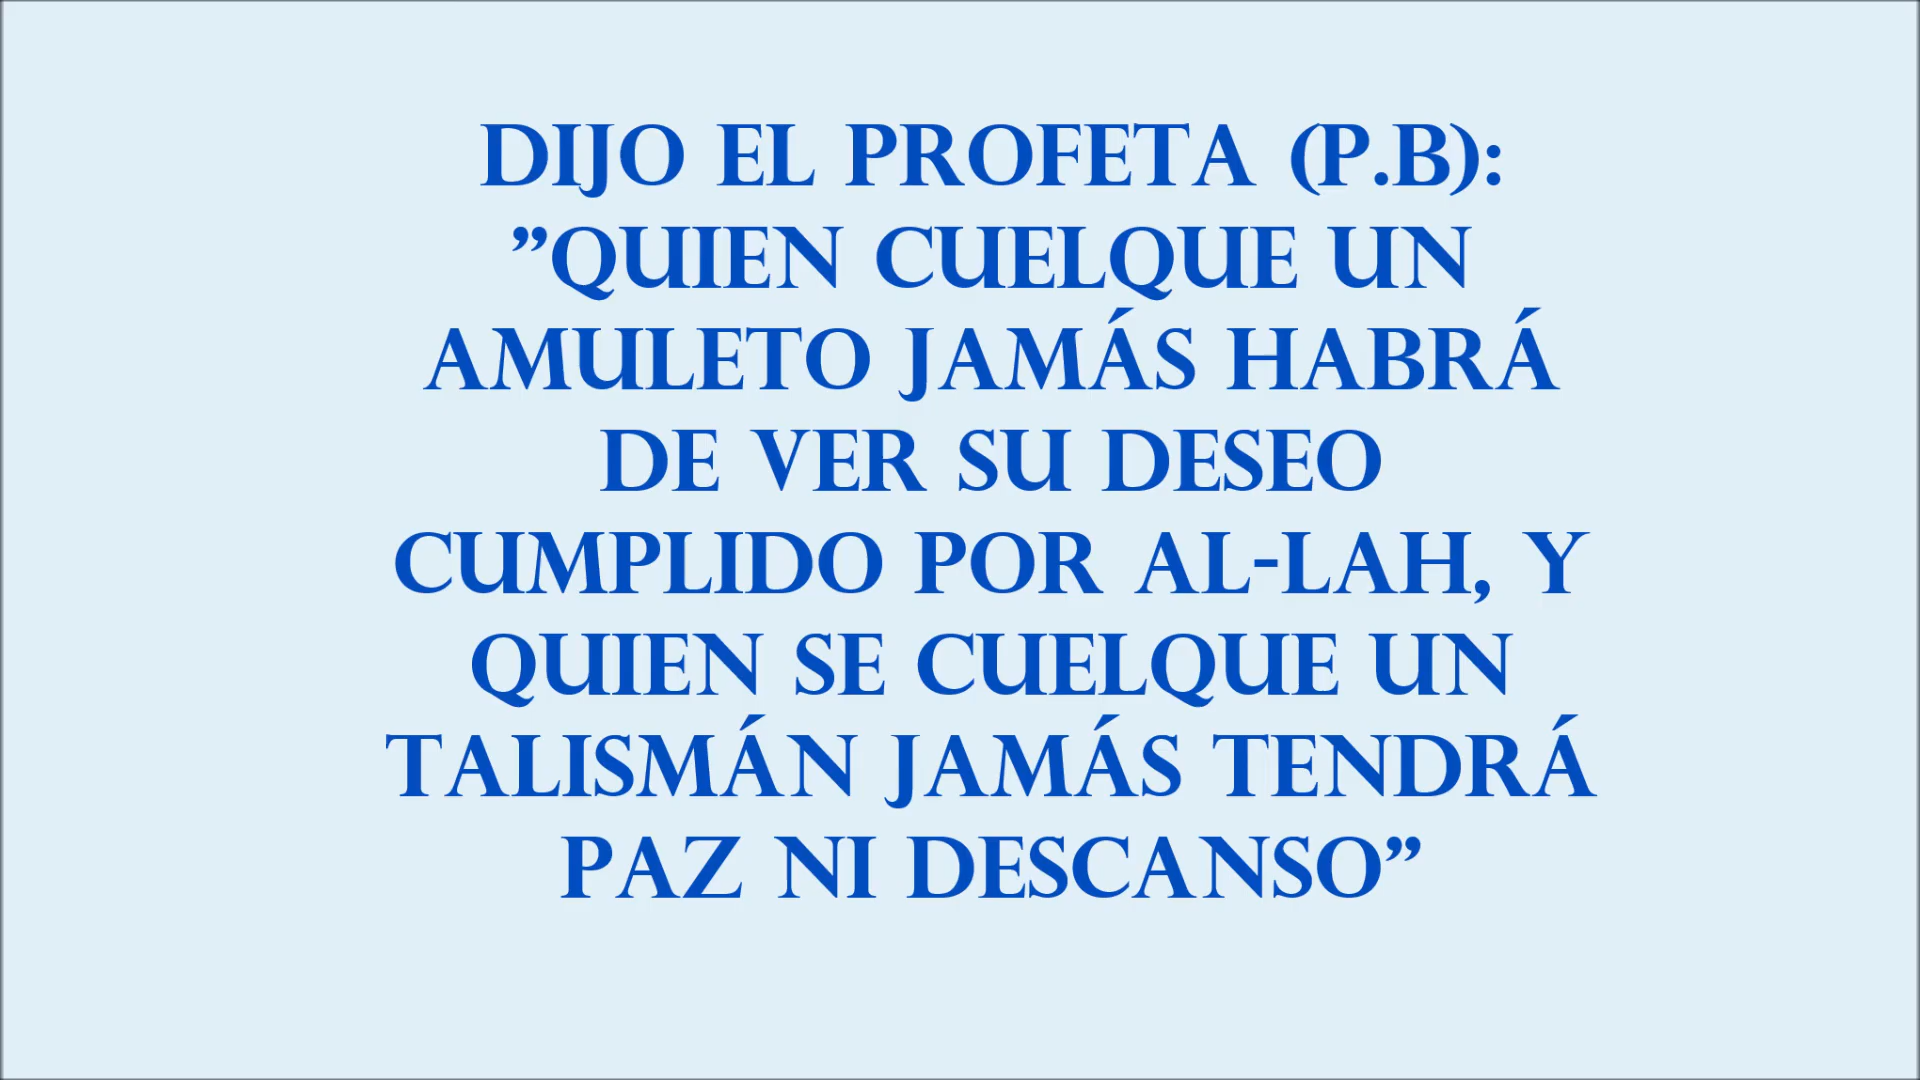 DIJO EL PROFETA (P.B):
”QUIEN CUELQUE UN
AMULETO JAMÁS HABRÁ
DE VER SU DESEO
CUMPLIDO POR AL-LAH, Y
QUIEN SE CUELQUE UN
TALISMÁN JAMÁS TENDRÁ
PAZ NI DESCANSO”